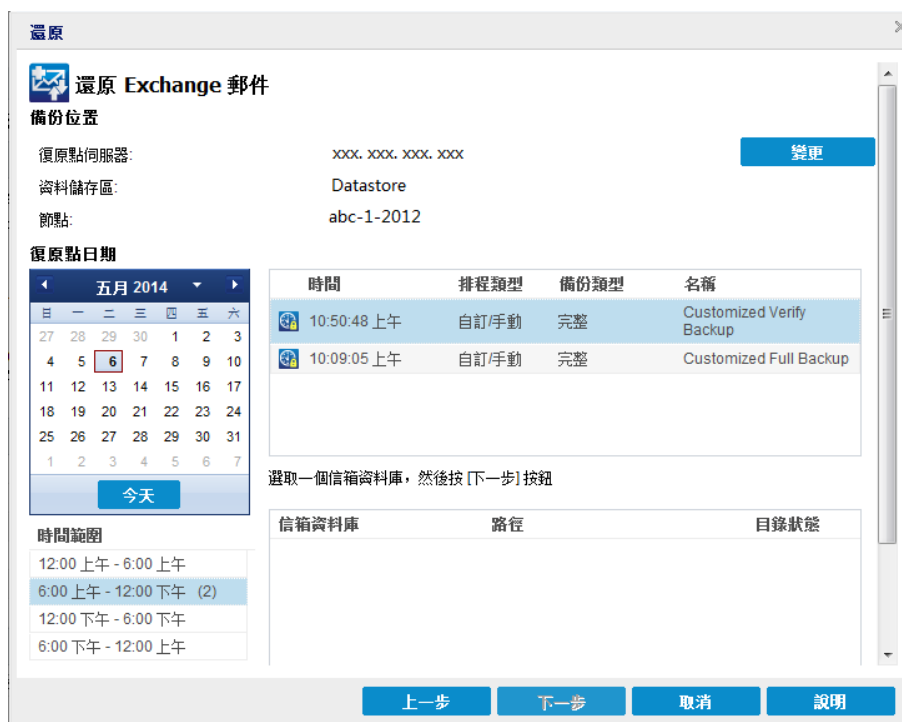 還原
還原 Exchange 郵件
備份位置
復原點伺服器: xxx. xxx. xxx. xxx 變更
資料儲存區: Datastore
節點: abc-1-2012
復原點日期
五月 2014
日 一 二 三 四 五 六
27 28 29 30 1 2 3
4 5 6 7 8 9 10
11 12 13 14 15 16 17
18 19 20 21 22 23 24
25 26 27 28 29 30 31
1 2 3 4 5 6 7
今天
時間範圍
12:00 上午 - 6:00 上午
6:00 上午 - 12:00 下午 (2)
12:00 下午 - 6:00 下午
6:00 下午 - 12:00 上午
時間 排程類型 備份類型 名稱
10:50:48 上午 自訂/手動 完整 Customized Verify
Backup
10:09:05 上午 自訂/手動 完整 Customized Full Backup
選取一個信箱資料庫，然後按 [下一步] 按鈕
信箱資料庫 路徑 目錄狀態
上一步 下一步 取消 說明